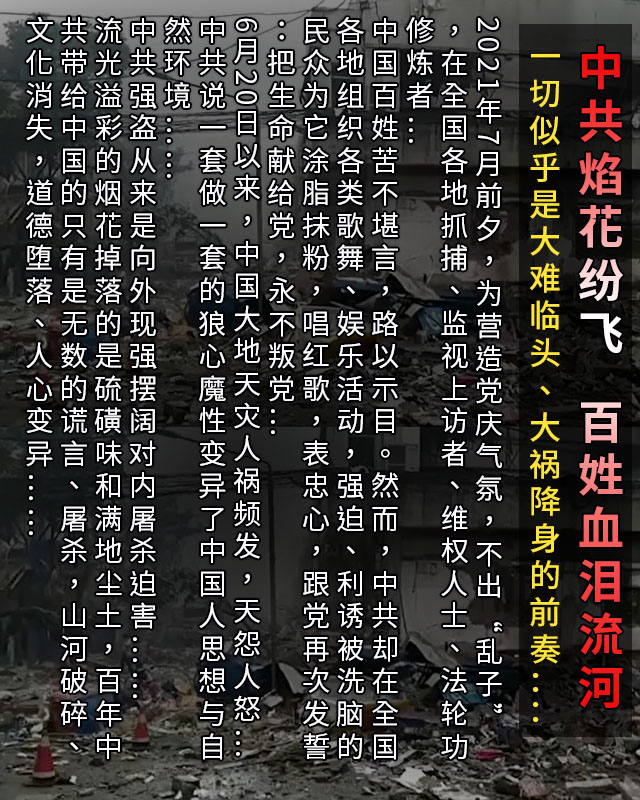 中共焰花纷飞 百姓血泪流河
一切似乎是大难临头、大祸降身的前奏……
2021年7月前夕，为营造党庆气氛，不出“乱子”
，在全国各地抓捕、监视上访者、维权人士、法轮功
修炼者…
中国百姓苦不堪言，路以示目。然而，中共却在全国
各地组织各类歌舞、娱乐活动，强迫、利诱被洗脑的
民众为它涂脂抹粉，唱红歌，表忠心，跟党再次发誓
：把生命献给党，永不叛党…
6月20日以来，中国大地天灾人祸频发，天怨人怒…
中共说一套做一套的狼心魔性变异了中国人思想与自
然环境……
中共强盗从来是向外现强摆阔对内屠杀迫害……
流光溢彩的烟花掉落的是硫磺味和满地尘土，百年中
共带给中国的只有是无数的谎言、屠杀，山河破碎、
文化消失，道德堕落、人心变异……